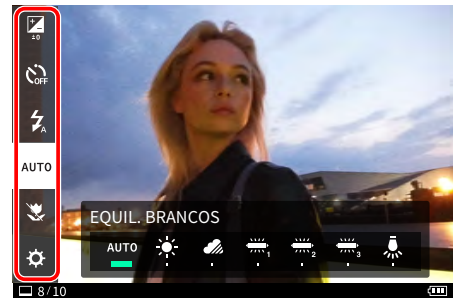 ±0
OFF
A
AUTO
EQUIL. BRANCOS
AUTO 1 2 3
8/10